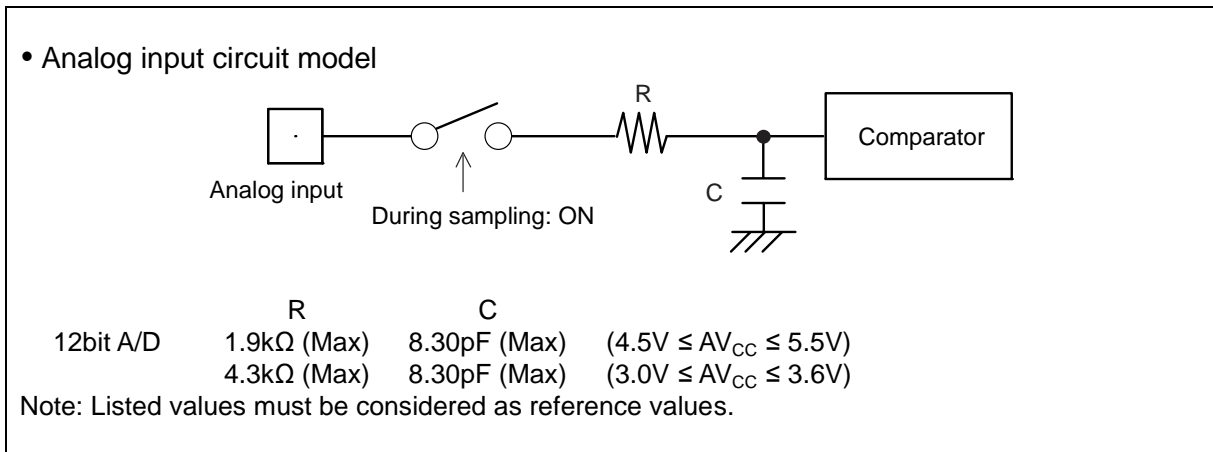 • Analog input circuit model
R
Comparator
Analog input
C
During sampling: ON
R C
12bit A/D 1.9kΩ (Max) 8.30pF (Max) (4.5V ≤ AVCC ≤ 5.5V)
4.3kΩ (Max) 8.30pF (Max) (3.0V ≤ AVCC ≤ 3.6V)
Note: Listed values must be considered as reference values.